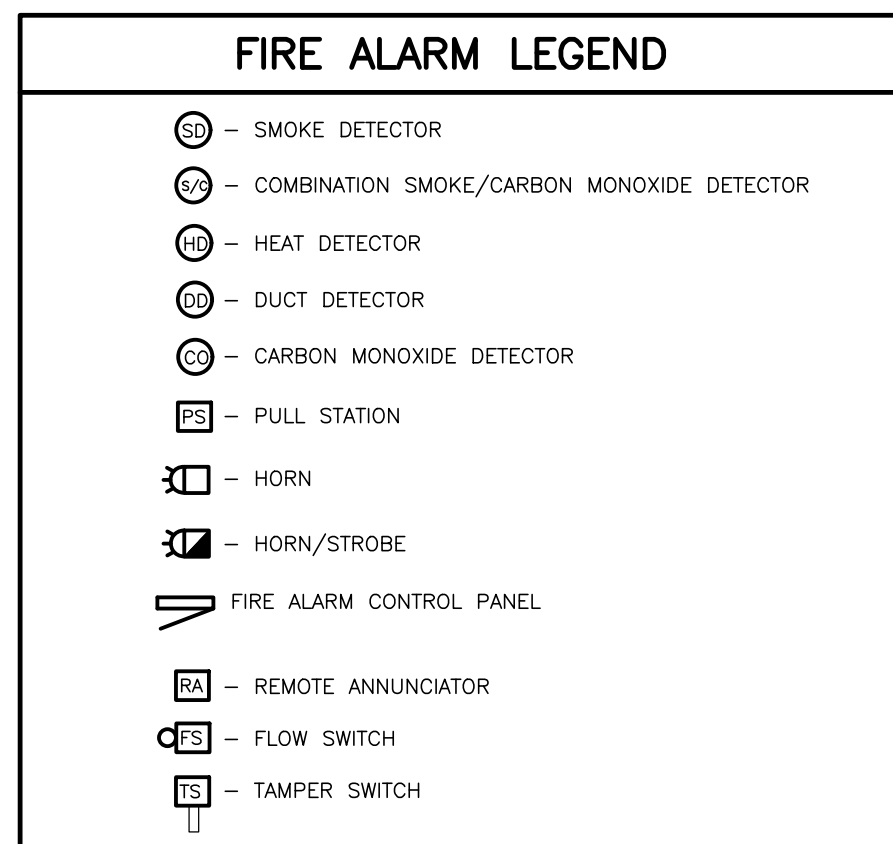 FIRE ALARM LEGEND
SD – SMOKE DETECTOR
S/C – COMBINATION SMOKE/CARBON MONOXIDE DETECTOR
HD – HEAT DETECTOR
DD – DUCT DETECTOR
CO – CARBON MONOXIDE DETECTOR
PS – PULL STATION
– HORN
– HORN/STROBE
FIRE ALARM CONTROL PANEL
RA – REMOTE ANNUNCIATOR
FS – FLOW SWITCH
TS – TAMPER SWITCH